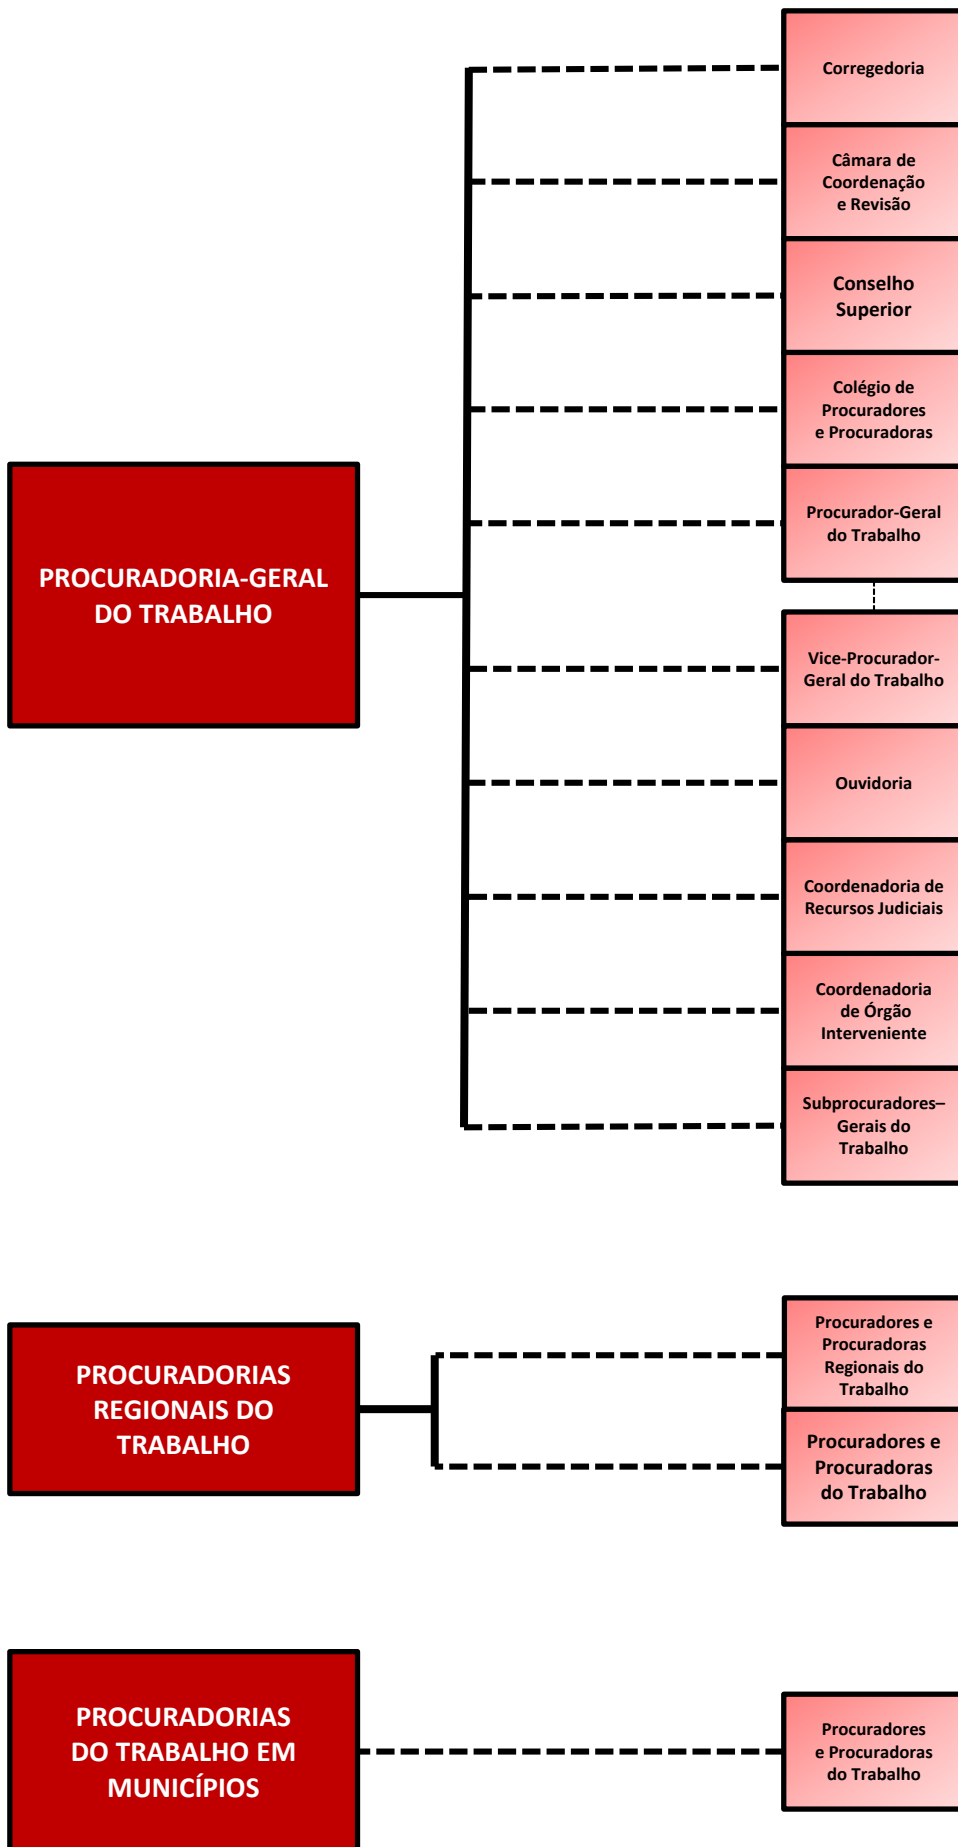 Corregedoria
Câmara de
Coordenação
e Revisão
Conselho
Superior
Colégio de
Procuradores
e Procuradoras
Procurador-Geral
do Trabalho
PROCURADORIA-GERAL
DO TRABALHO
Vice-Procurador-
Geral do Trabalho
Ouvidoria
Coordenadoria de
Recursos Judiciais
Coordenadoria
de Órgão
Interveniente
Subprocuradores–
Gerais do
Trabalho
PROCURADORIAS
REGIONAIS DO
TRABALHO
Procuradores e
Procuradoras
Regionais do
Trabalho
Procuradores e
Procuradoras
do Trabalho
PROCURADORIAS
DO TRABALHO EM
MUNICÍPIOS
Procuradores
e Procuradoras
do Trabalho